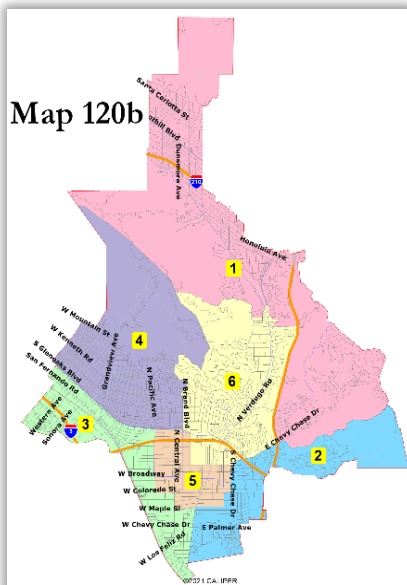 Santa Carlotta St
Map 120b
Foothill Blvd
Dunsmore Ave
210
Honolulu Ave
1
W Mountain St
W Kenneth Rd
S Glenoaks Blvd
San Fernando Rd
Grandview Ave
4
N Pacific Ave
N Brand Blvd
6
N Verdugo Rd
Western Ave
Sonora Ave
3
5
E Chevy Chase Dr
2
N Central Ave
S Chevy Chase Dr
W Broadway
W Colorado St
5
W Maple St
W Chevy Chase Dr
E Palmer Ave
W Los Feliz Rd
©2021 CALIPER